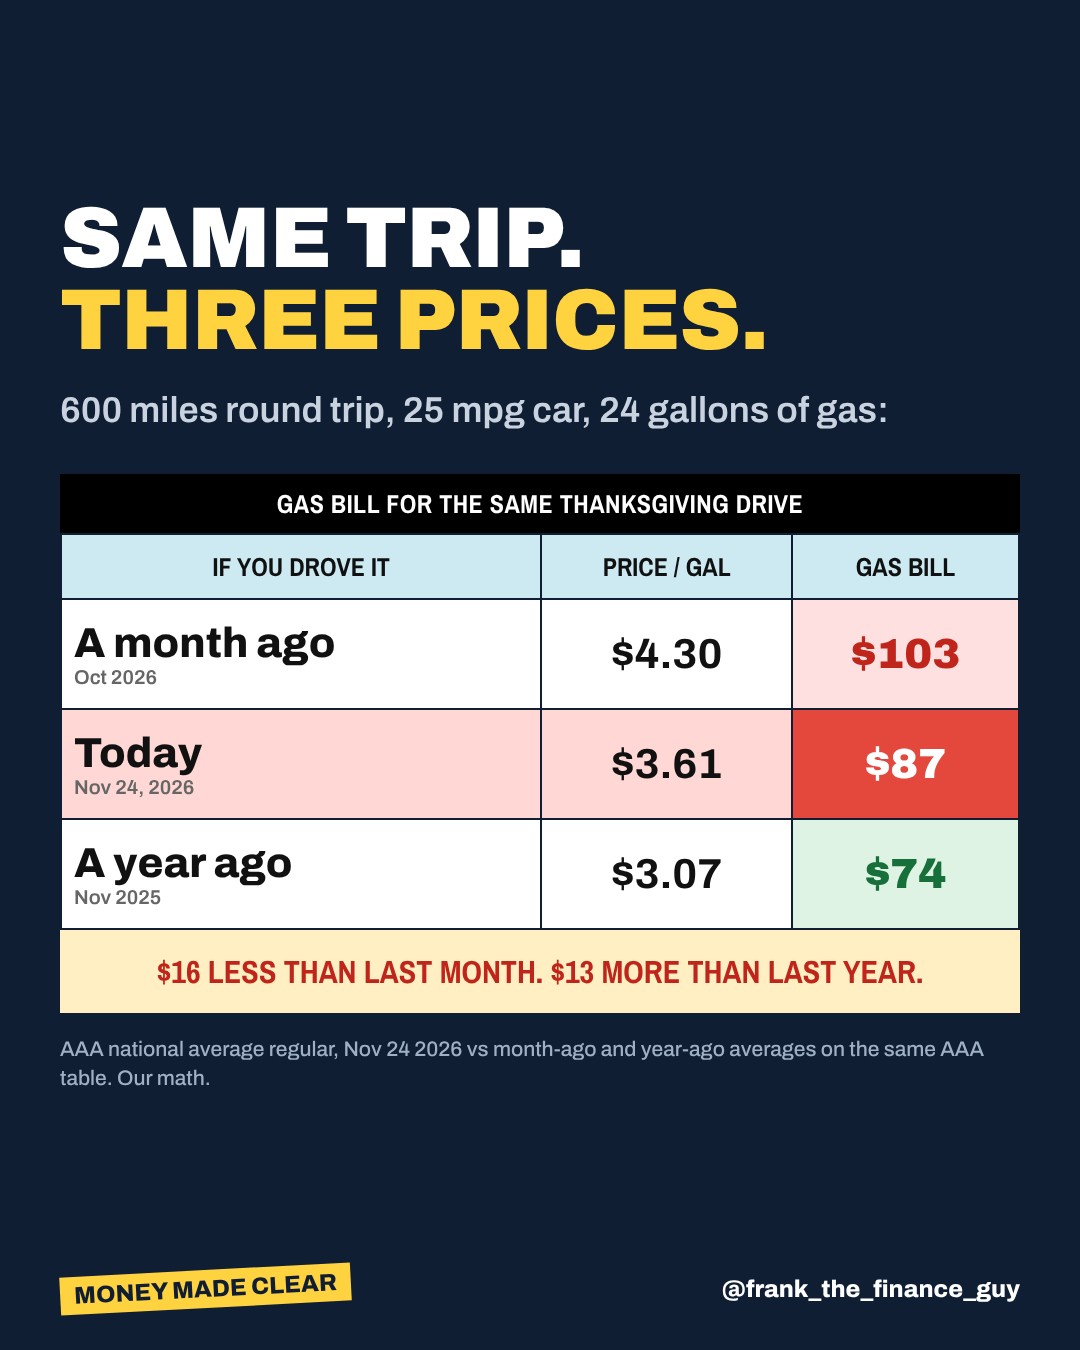 SAME TRIP.
THREE PRICES.
600 miles round trip, 25 mpg car, 24 gallons of gas:
GAS BILL FOR THE SAME THANKSGIVING DRIVE
IF YOU DROVE IT PRICE / GAL GAS BILL
A month ago $4.30 $103
Oct 2026
Today $3.61 $87
Nov 24, 2026
A year ago $3.07 $74
Nov 2025
$16 LESS THAN LAST MONTH. $13 MORE THAN LAST YEAR.
AAA national average regular, Nov 24 2026 vs month-ago and year-ago averages on the same AAA
table. Our math.
MONEY MADE CLEAR @frank_the_finance_guy